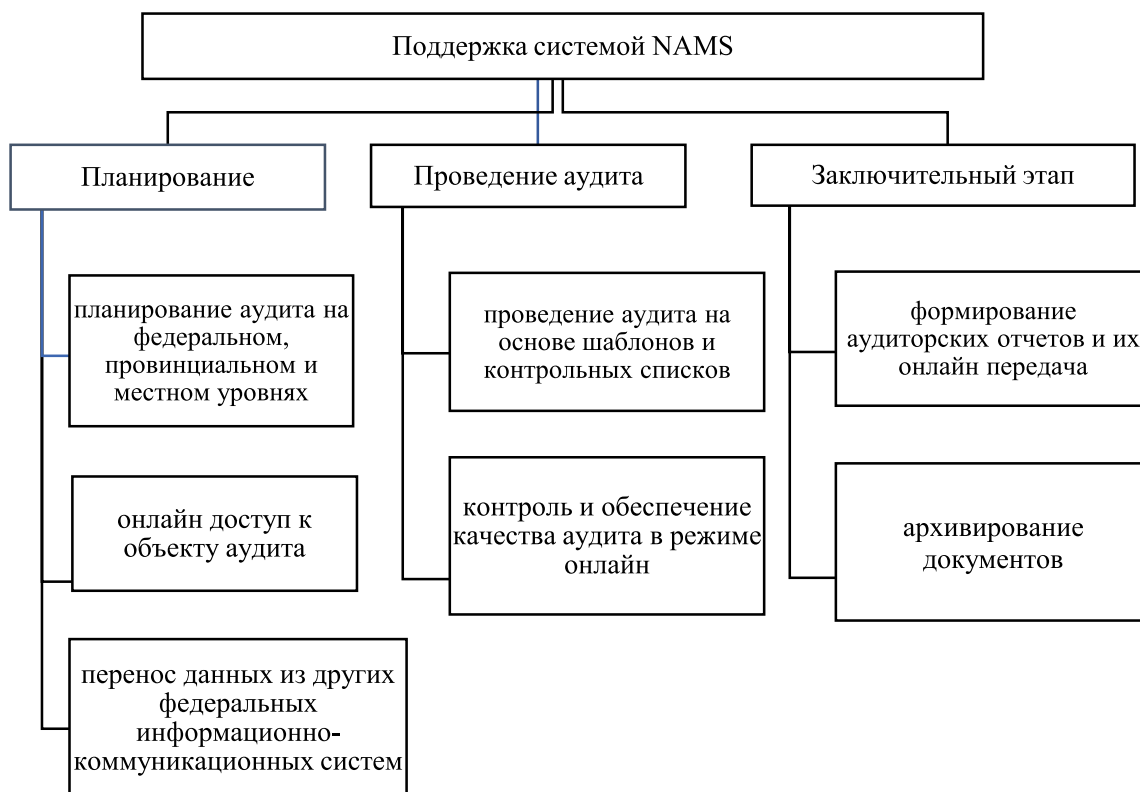 Поддержка системой NAMS
Планирование
планирование аудита на
федеральном,
провинциальном и
местном уровнях
онлайн доступ к
объекту аудита
перенос данных из других
федеральных
информационно-
коммуникационных систем
Проведение аудита
проведение аудита на
основе шаблонов и
контрольных списков
контроль и обеспечение
качества аудита в режиме
онлайн
Заключительный этап
формирование
аудиторских отчетов и их
онлайн передача
архивирование
документов